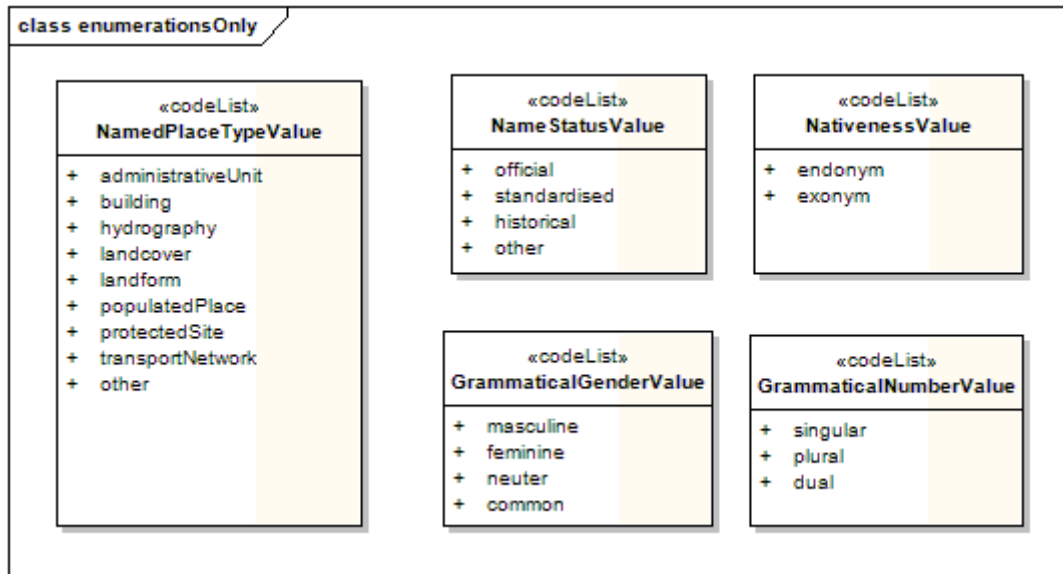 class enumerationsOnly
«codeList»
NamedPlaceTypeValue
+ administrativeUnit
+ building
+ hydrography
+ landcover
+ landform
+ populatedPlace
+ protectedSite
+ transportNetwork
+ other
«codeList»
NameStatusValue
+ official
+ standardised
+ historical
+ other
«codeList»
NativenessValue
+ endonym
+ exonym
«codeList»
GrammaticalGenderValue
+ masculine
+ feminine
+ neuter
+ common
«codeList»
GrammaticalNumberValue
+ singular
+ plural
+ dual